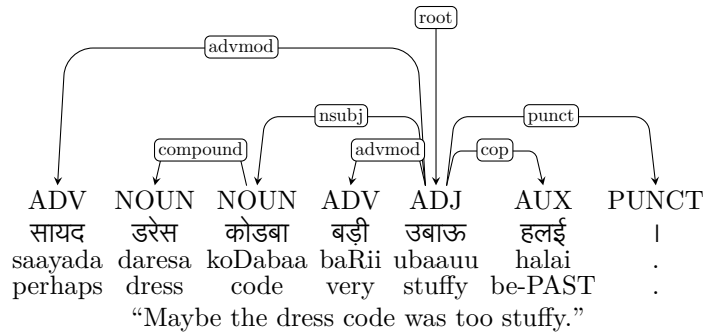 root
advmod
nsubj punct
compound advmod cop
ADV NOUN NOUN ADV ADJ AUX PUNCT
सायद डरेस कोडबा बड़ी उबाऊ हलई ।
saayada daresa koDabaa baRii ubaauu halai .
perhaps dress code very stuffy be-PAST .
“Maybe the dress code was too stuffy.”